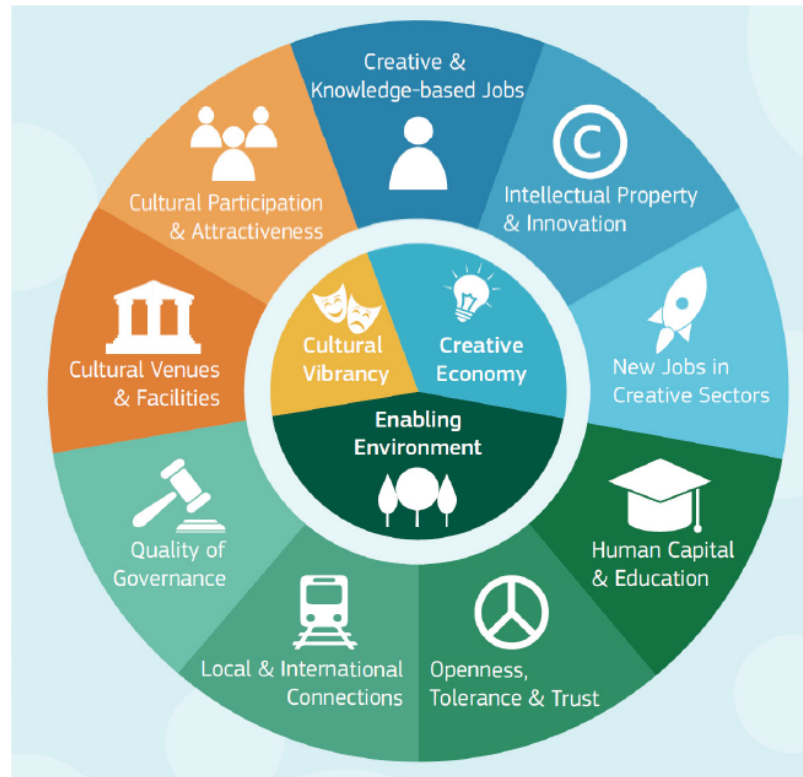 Creative &
Knowledge-based Jobs
C
Intellectual Property
& Innovation
New Jobs in
Creative Sectors
Human Capital
& Education
Openness,
Tolerance & Trust
Local & International
Connections
Quality of
Governance
Cultural Venues
& Facilities
Cultural Participation
& Attractiveness
Cultural
Vibrancy
Creative
Economy
Enabling
Environment